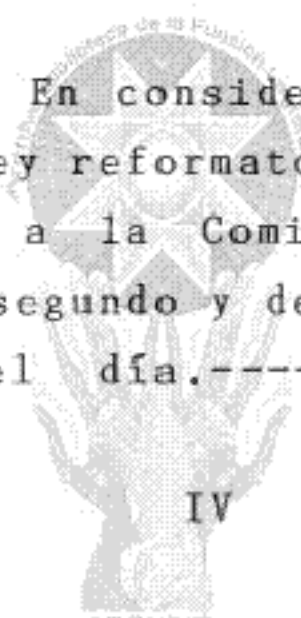 En conside
ey reformato
a la Comi
segundo y de
el día.----
IV